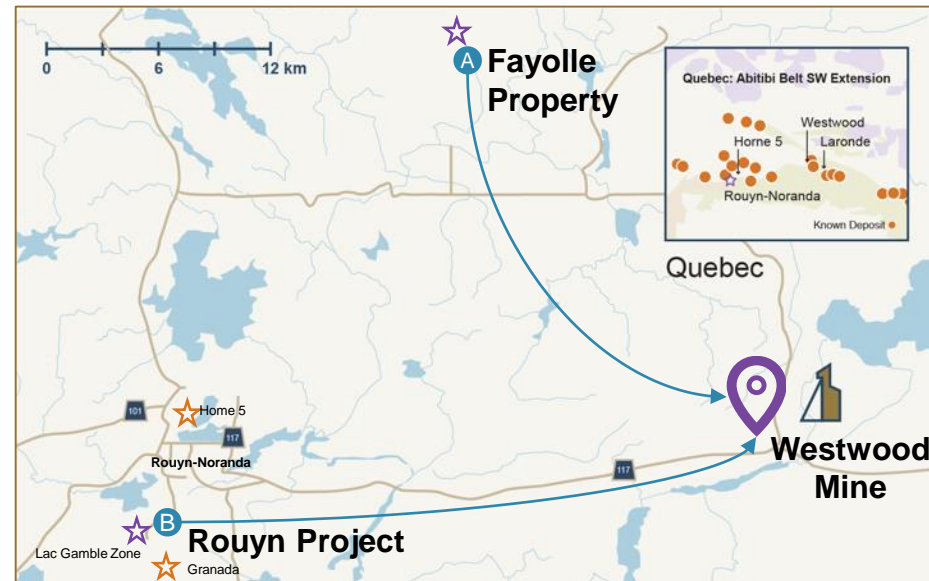 0 6 12 km
A Fayolle
Property
Quebec: Abitibi Belt SW Extension
Westwood
Horne 5
Laronde
Rouyn-Noranda
Known Deposit
Quebec
101
Home 5
117
Rouyn-Noranda
117
Westwood
Mine
B Rouyn Project
Lac Gamble Zone
Granada